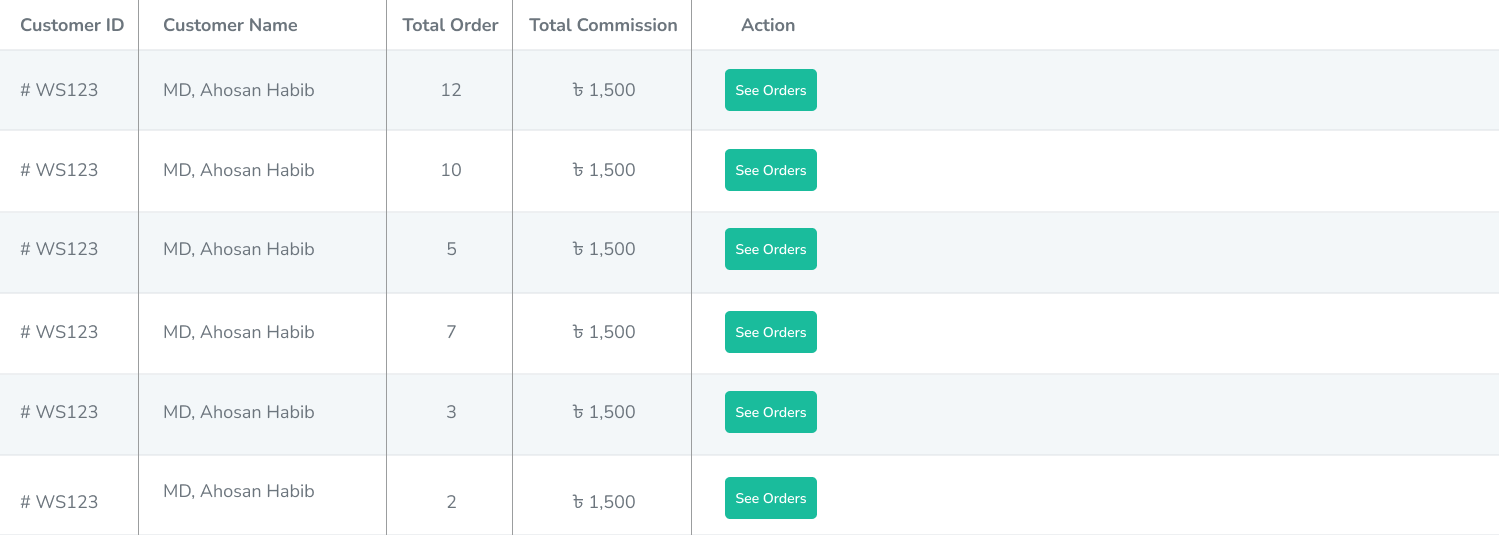 Customer ID Customer Name Total Order Total Commission Action
# WS123 MD, Ahosan Habib 12 ৳ 1,500 See Orders
# WS123 MD, Ahosan Habib 10 ৳ 1,500 See Orders
# WS123 MD, Ahosan Habib 5 ৳ 1,500 See Orders
# WS123 MD, Ahosan Habib 7 ৳ 1,500 See Orders
# WS123 MD, Ahosan Habib 3 ৳ 1,500 See Orders
# WS123 MD, Ahosan Habib 2 ৳ 1,500 See Orders